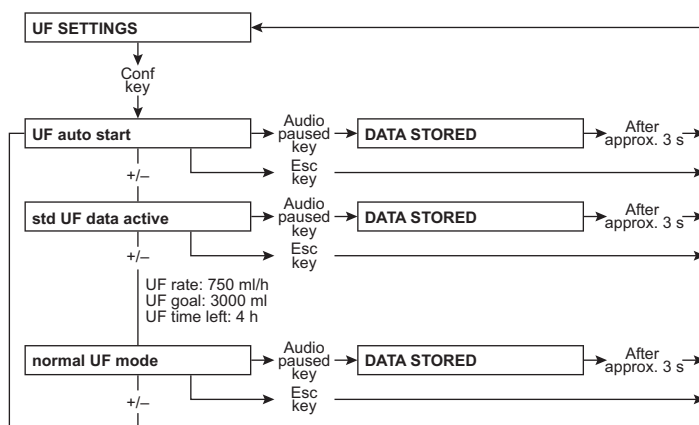 UF SETTINGS
Conf
key
UF auto start
Audio
paused
key
DATA STORED
After
approx. 3 s
Esc
key
+/–
std UF data active
Audio
paused
key
DATA STORED
After
approx. 3 s
Esc
key
+/–
UF rate: 750 ml/h
UF goal: 3000 ml
UF time left: 4 h
normal UF mode
Audio
paused
key
DATA STORED
After
approx. 3 s
Esc
key
+/–